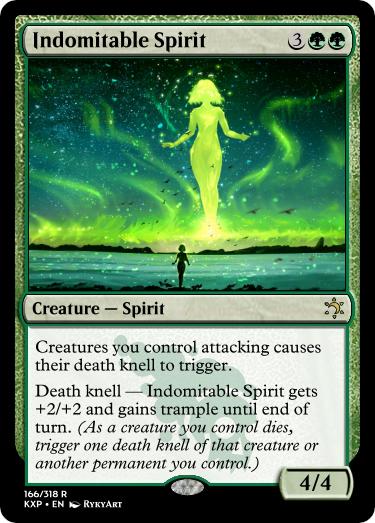 Indomitable Spirit 3
Creature — Spirit
Creatures you control attacking causes
their death knell to trigger.
Death knell — Indomitable Spirit gets
+2/+2 and gains trample until end of
turn. (As a creature you control dies,
trigger one death knell of that creature or
another permanent you control.)
4/4
166/318 R
KXP • EN RykyArt